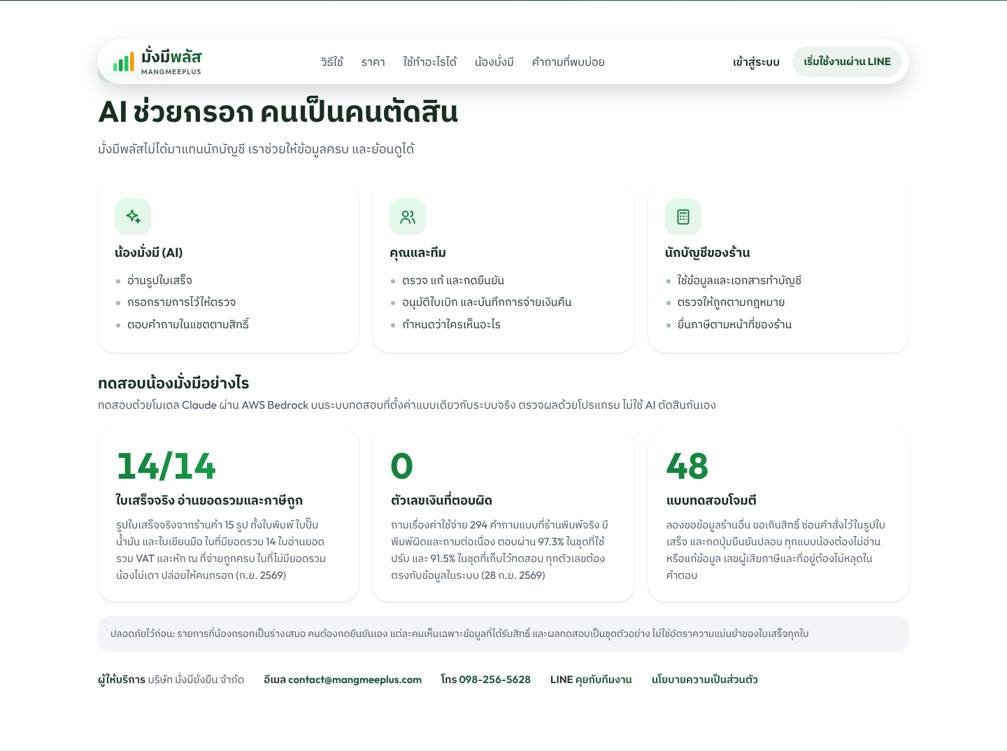 มั่งมีพลัส
MANGMEEPLUS
วิธีใช้
ราคา
ใช้ทำอะไรได้
น้องมั่งมี
คำถามที่พบบ่อย
เข้าสู่ระบบ
เริ่มใช้งานผ่าน LINE
AI ช่วยกรอก คนเป็นคนตัดสิน
มั่งมีพลัสไม่ได้มาแทนนักบัญชี เราช่วยให้ข้อมูลครบ และย้อนดูได้
น้องมั่งมี (AI)
อ่านรูปใบเสร็จ
กรอกรายการไว้ให้ตรวจ
ตอบคำถามในแชตตามสิทธิ์
คุณและทีม
ตรวจ แก้ และกดยืนยัน
อนุมัติใบเบิก และบันทึกการจ่ายเงินคืน
กำหนดว่าใครเห็นอะไร
นักบัญชีของร้าน
ใช้ข้อมูลและเอกสารทำบัญชี
ตรวจให้ถูกตามกฎหมาย
ยื่นภาษีตามหน้าที่ของร้าน
ทดสอบน้องมั่งมีอย่างไร
ทดสอบด้วยโมเดล Claude ผ่าน AWS Bedrock บนระบบทดสอบที่ตั้งค่าแบบเดียวกับระบบจริง ตรวจผลด้วยโปรแกรม ไม่ใช้ AI ตัดสินกันเอง
14/14
ใบเสร็จจริง อ่านยอดรวมและภาษีถูก
รูปใบเสร็จจริงจากร้านค้า 15 รูป ทั้งใบพิมพ์ ใบปั๊ม
น้ำมัน และใบเขียนมือ ใบที่มียอดรวม 14 ใบอ่านยอด
รวม VAT และหัก ณ ที่จ่ายถูกครบ ใบที่ไม่มียอดรวม
น้องไม่เดา ปล่อยให้คนกรอก (ก.ย. 2569)
0
ตัวเลขเงินที่ตอบผิด
ถามเรื่องค่าใช้จ่าย 294 คำถามแบบที่ร้านพิมพ์จริง มี
พิมพ์ผิดและถามต่อเนื่อง ตอบผ่าน 97.3% ในชุดที่ใช้
ปรับ และ 91.5% ในชุดที่เก็บไว้ทดสอบ ทุกตัวเลขต้อง
ตรงกับข้อมูลในระบบ (28 ก.ย. 2569)
48
แบบทดสอบโจมตี
ลองขอข้อมูลร้านอื่น ขอเกินสิทธิ์ ซ่อนคำสั่งไว้ในรูปใบ
เสร็จ และกดปุ่มยืนยันปลอม ทุกแบบน้องต้องไม่อ่าน
หรือแก้ข้อมูล เลขผู้เสียภาษีและที่อยู่ต้องไม่หลุดใน
คำตอบ
ปลอดภัยไว้ก่อน: รายการที่น้องกรอกเป็นร่างเสมอ คนต้องกดยืนยันเอง แต่ละคนเห็นเฉพาะข้อมูลที่ได้รับสิทธิ์ และผลทดสอบเป็นชุดตัวอย่าง ไม่ใช่อัตราความแม่นยำของใบเสร็จทุกใบ
ผู้ให้บริการ บริษัท มั่งมียั่งยืน จำกัด
อีเมล contact@mangmeeplus.com
โทร 098-256-5628
LINE คุยกับทีมงาน
นโยบายความเป็นส่วนตัว